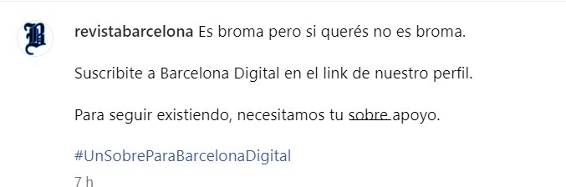 revistabarcelona Es broma pero si querés no es broma.
Suscribite a Barcelona Digital en el link de nuestro perfil.
Para seguir existiendo, necesitamos tu sobre apoyo.
#UnSobreParaBarcelonaDigital
7 h